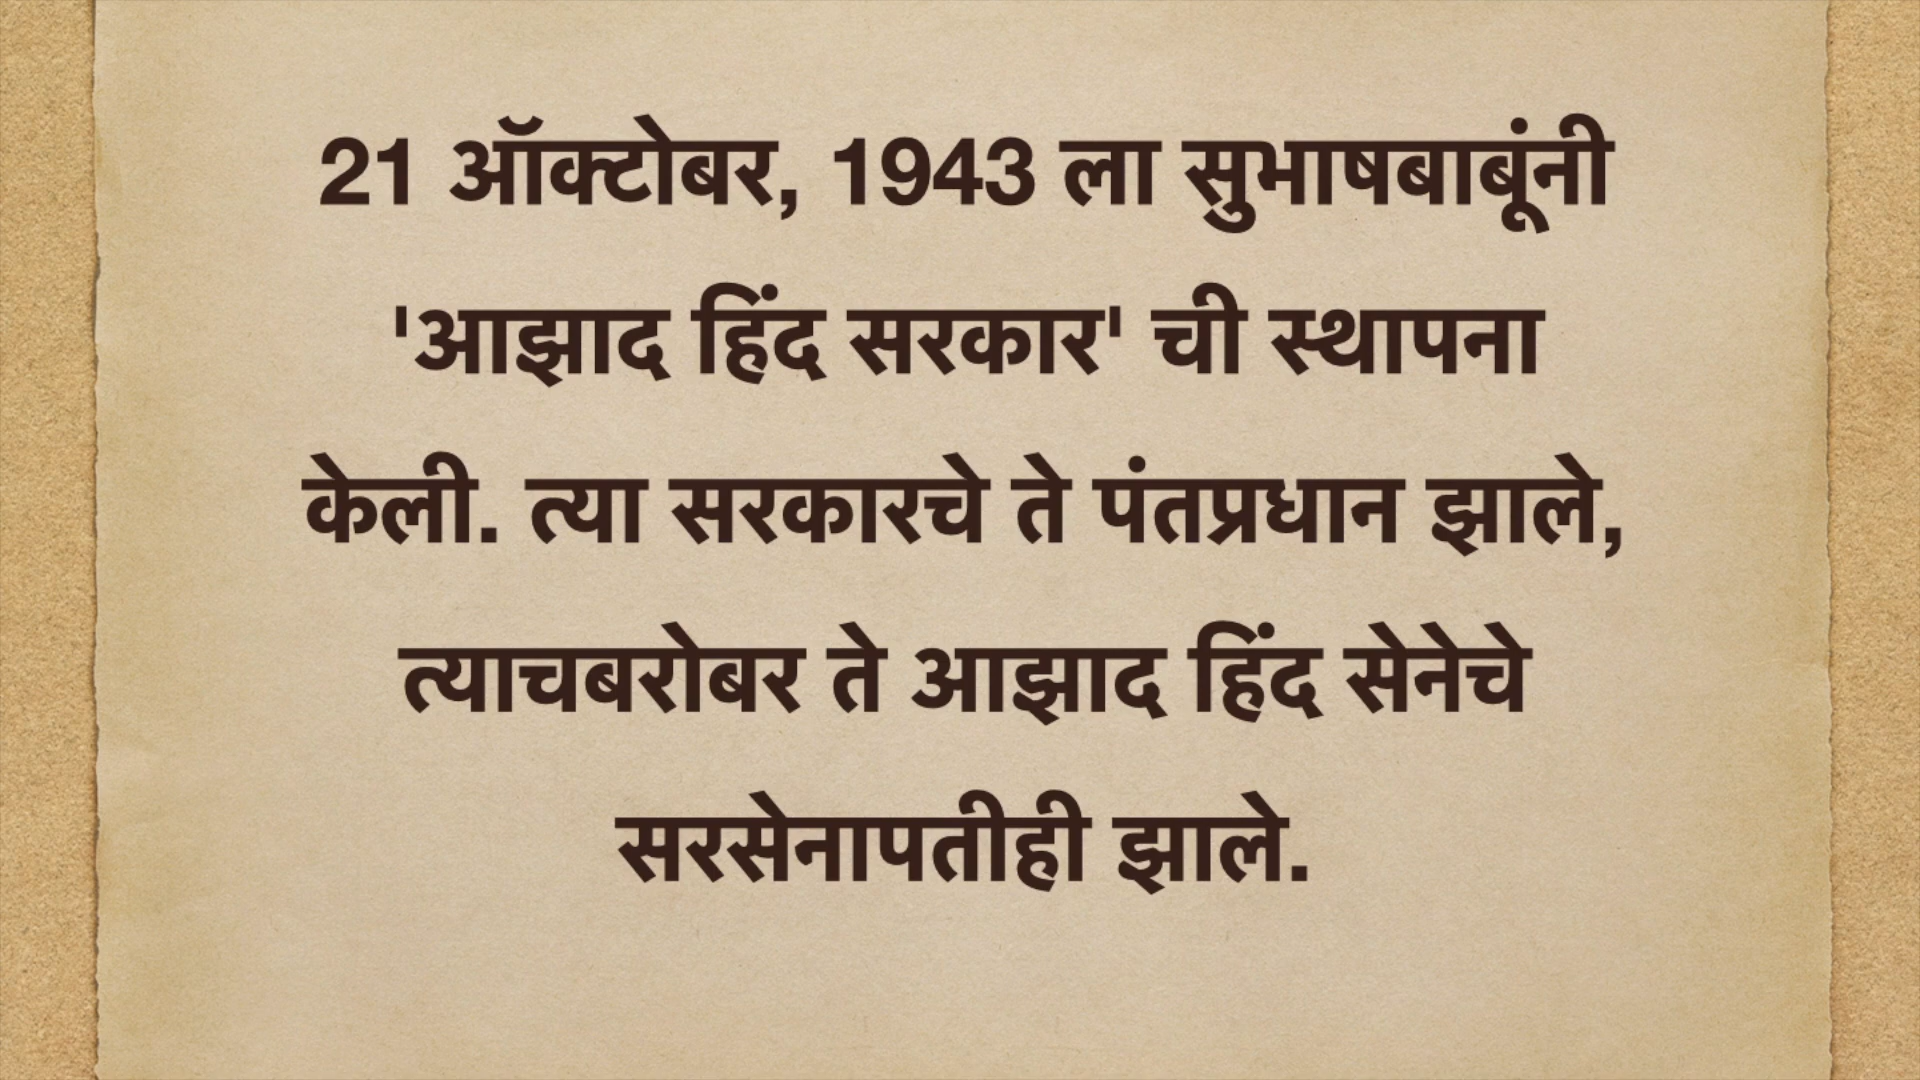 21 ऑक्टोबर, 1943 ला सुभाषबाबूंनी
'आझाद हिंद सरकार' ची स्थापना
केली. त्या सरकारचे ते पंतप्रधान झाले,
त्याचबरोबर ते आझाद हिंद सेनेचे
सरसेनापतीही झाले.